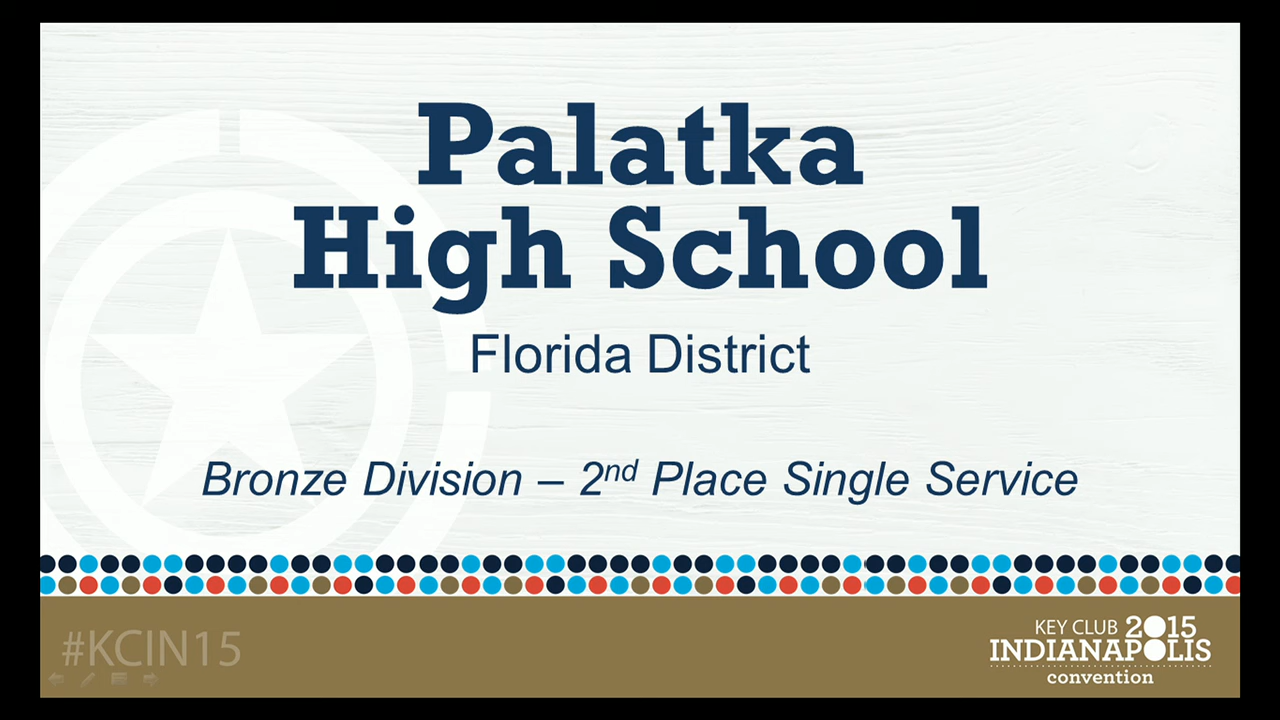 Palatka
High School
Florida District
Bronze Division – 2nd Place Single Service
#KCIN15
KEY CLUB 2015
INDIANAPOLIS
convention